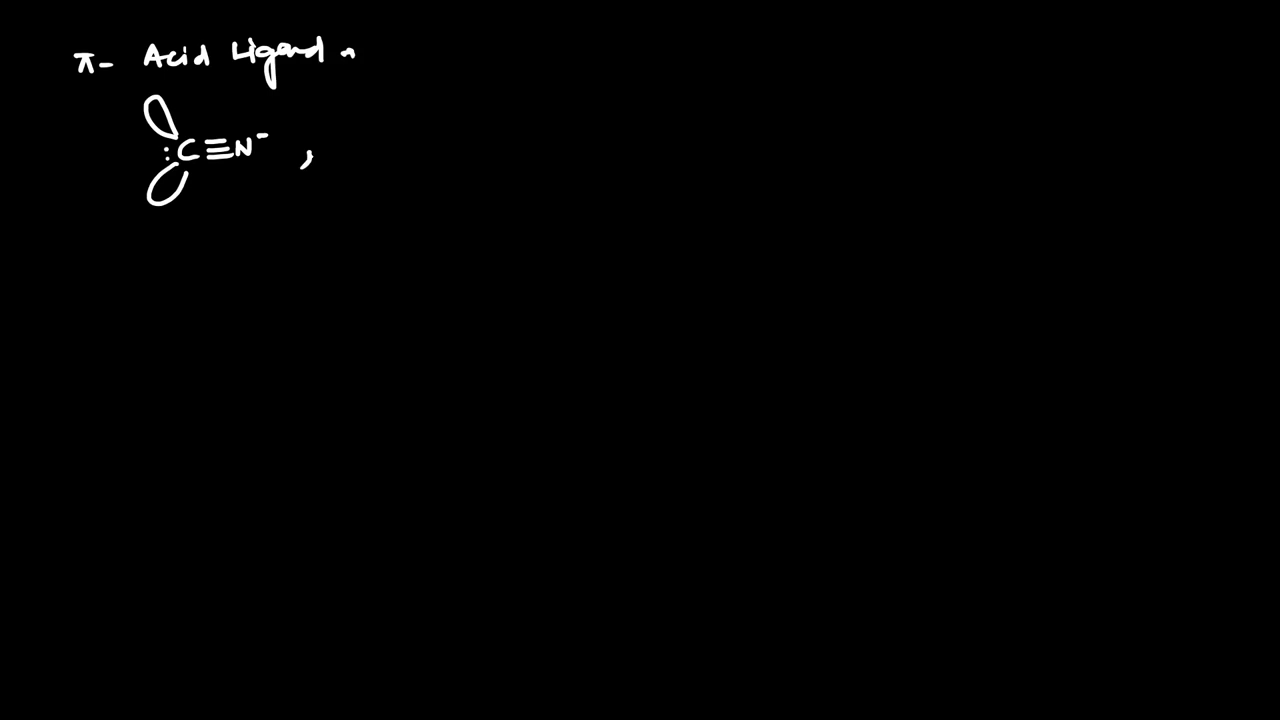 π- Acid Ligand
:C≡N⁻ ,